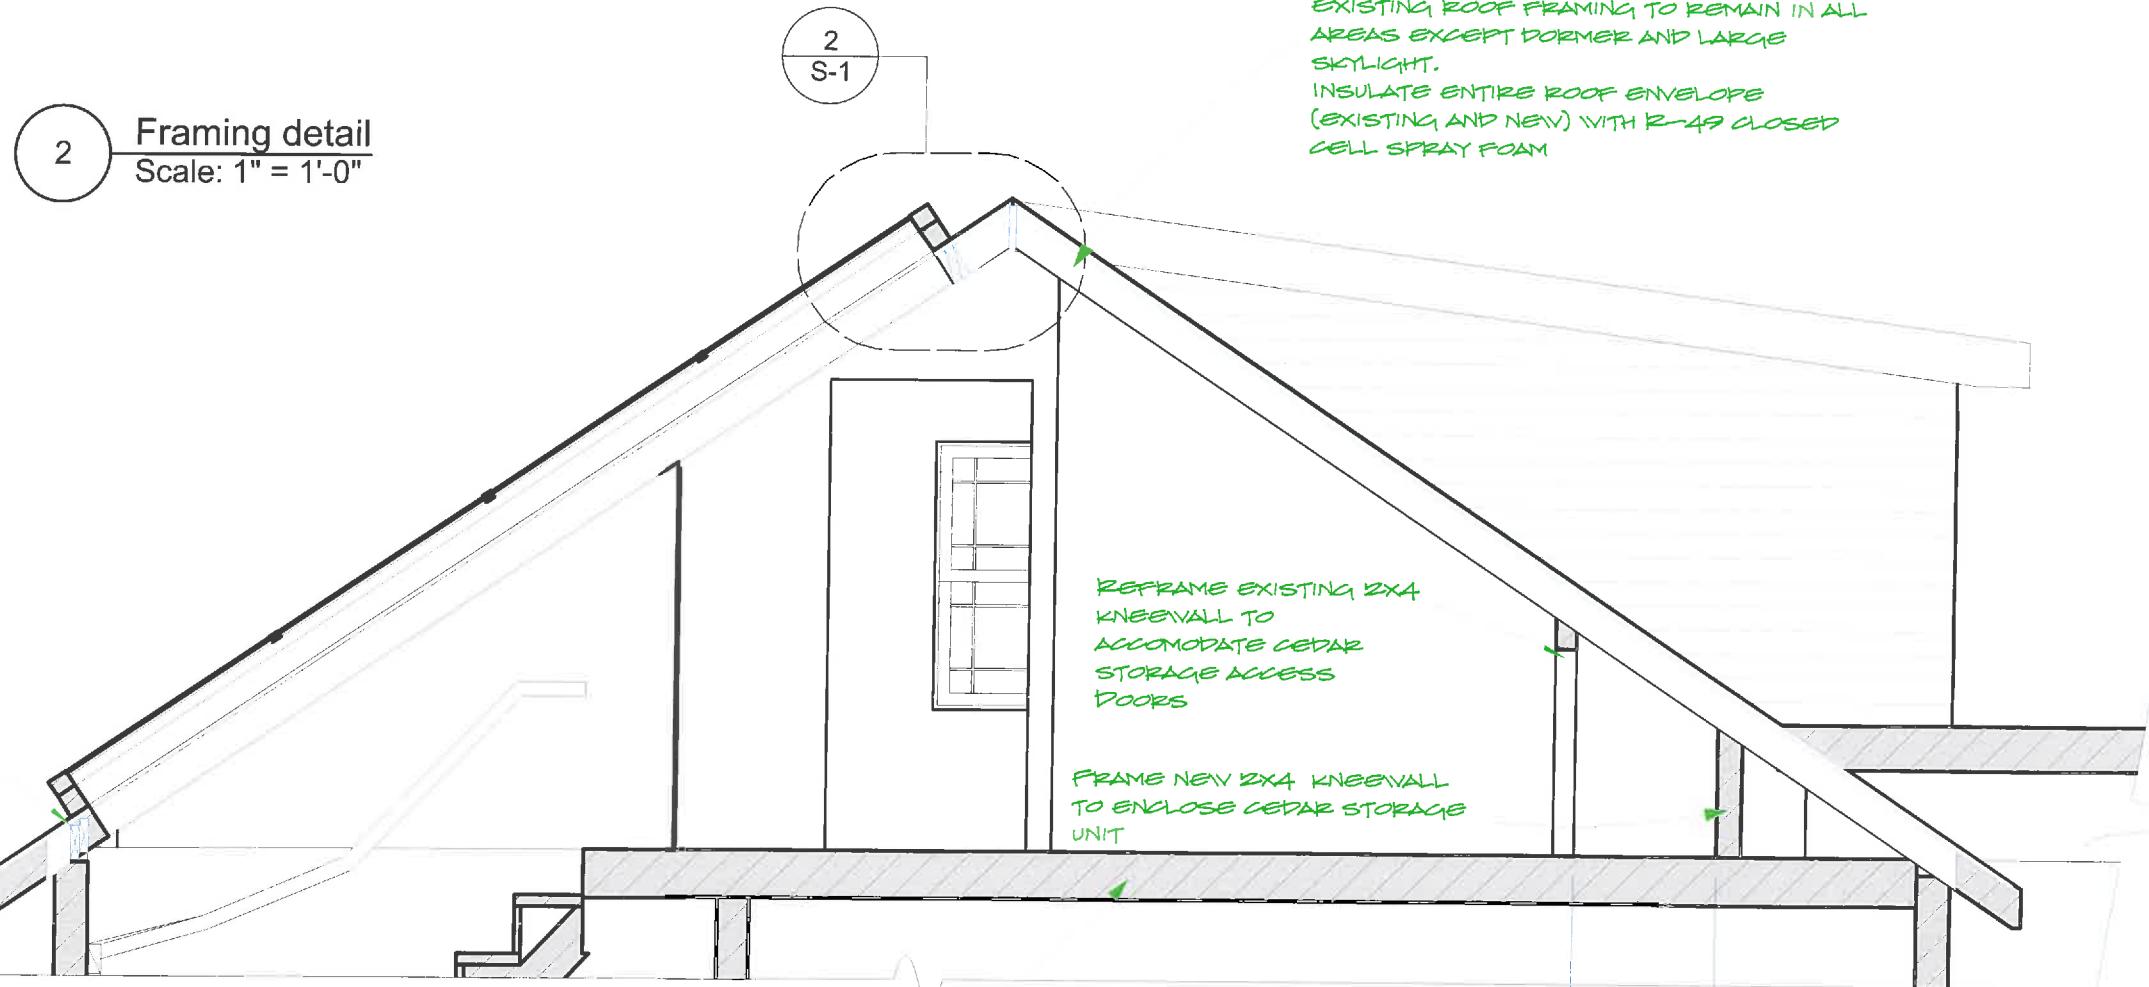 2
S-1
2
Framing detail
Scale: 1" = 1'-0"
EXISTING ROOF FRAMING TO REMAIN IN ALL
AREAS EXCEPT DORMER AND LARGE
SKYLIGHT.
INSULATE ENTIRE ROOF ENVELOPE
(EXISTING AND NEW) WITH R-49 CLOSED
CELL SPRAY FOAM
REFRAME EXISTING 2X4
KNEEWALL TO
ACCOMODATE CEDAR
STORAGE ACCESS
DOORS
FRAME NEW 2X4 KNEEWALL
TO ENCLOSE CEDAR STORAGE
UNIT